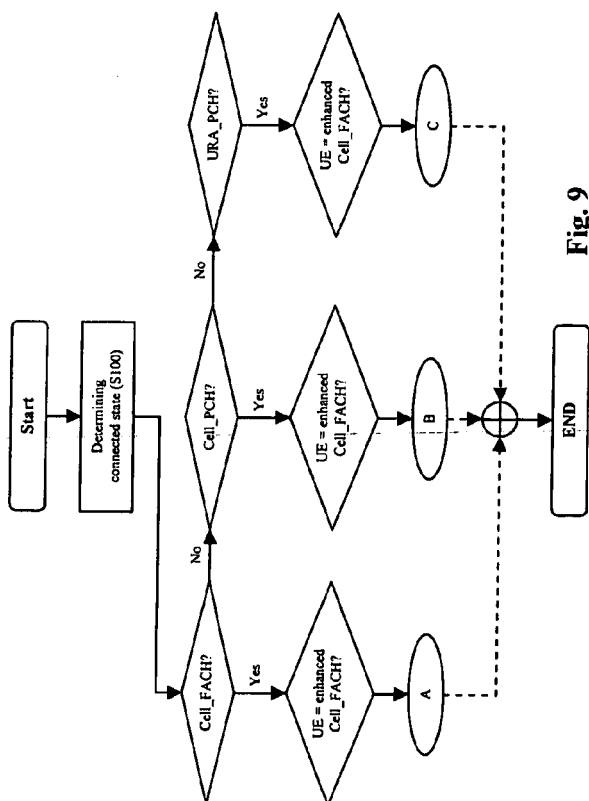 Start
Determining
connected state (S100)
Cell_FACH?
No
Cell_PCH?
No
URA_PCH?
Yes
Yes
Yes
UE = enhanced
Cell_FACH?
UE = enhanced
Cell_FACH?
UE = enhanced
Cell_FACH?
A
B
C
END
Fig. 9